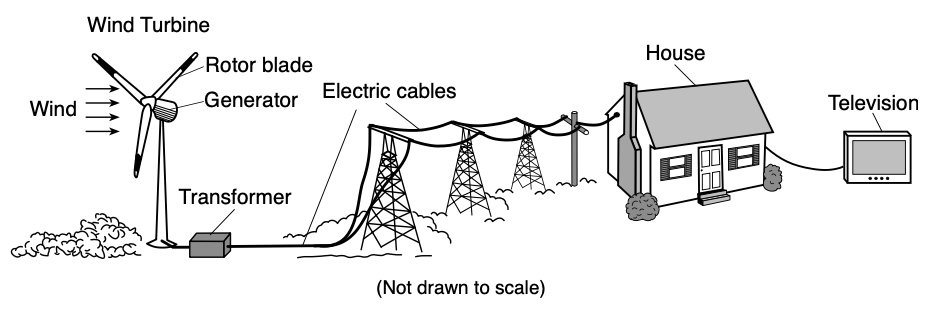 Wind Turbine
Rotor blade
Generator
Wind
Electric cables
House
Television
Transformer
(Not drawn to scale)